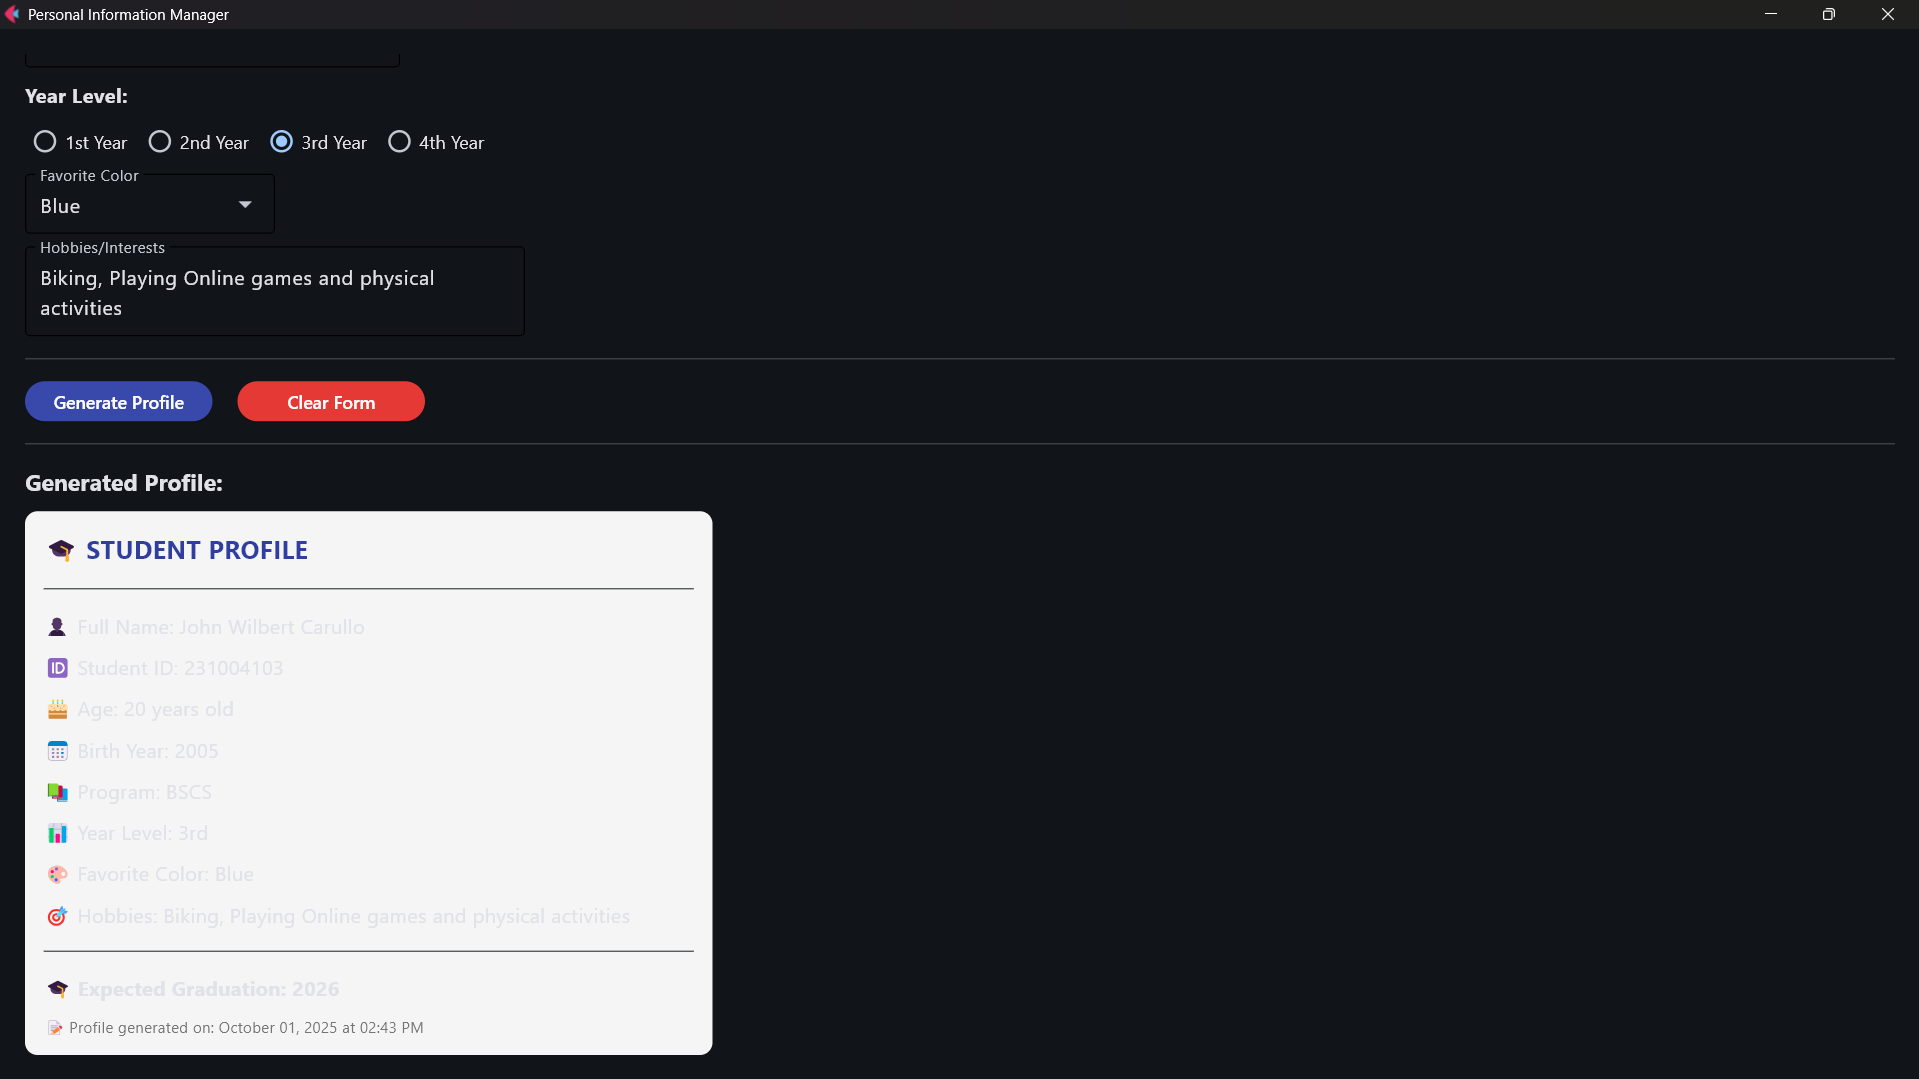 Personal Information Manager
Year Level:
1st Year 2nd Year 3rd Year 4th Year
Favorite Color
Blue
Hobbies/Interests
Biking, Playing Online games and physical
activities
Generate Profile Clear Form
Generated Profile:
🎓 STUDENT PROFILE
👤 Full Name: John Wilbert Carullo
🆔 Student ID: 231004103
🎂 Age: 20 years old
📅 Birth Year: 2005
📚 Program: BSCS
📊 Year Level: 3rd
🎨 Favorite Color: Blue
🎯 Hobbies: Biking, Playing Online games and physical activities
🎓 Expected Graduation: 2026
📝 Profile generated on: October 01, 2025 at 02:43 PM